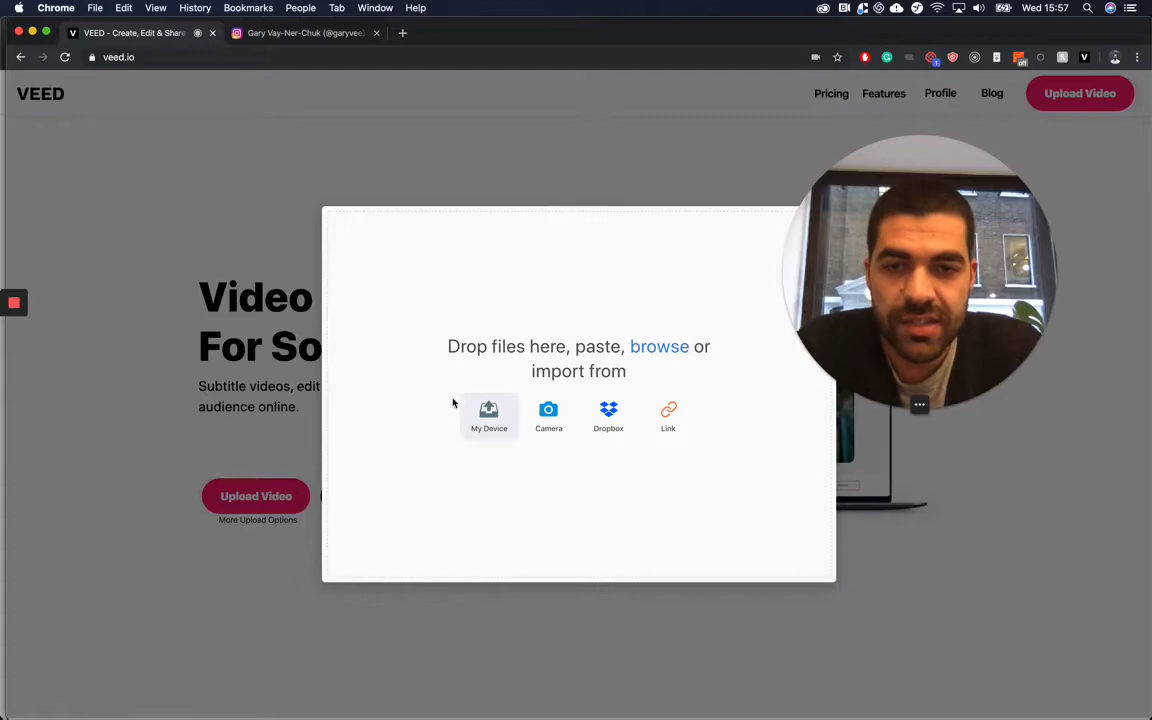 Chrome File Edit View History Bookmarks People Tab Window Help Wed 15:57
VEED - Create, Edit & Share Gary Vay-Ner-Chuk (@garyvee)
veed.io
VEED Pricing Features Profile Blog Upload Video
Video
For So
Subtitle videos, edit
audience online.
Upload Video
More Upload Options
Drop files here, paste, browse or
import from
My Device Camera Dropbox Link